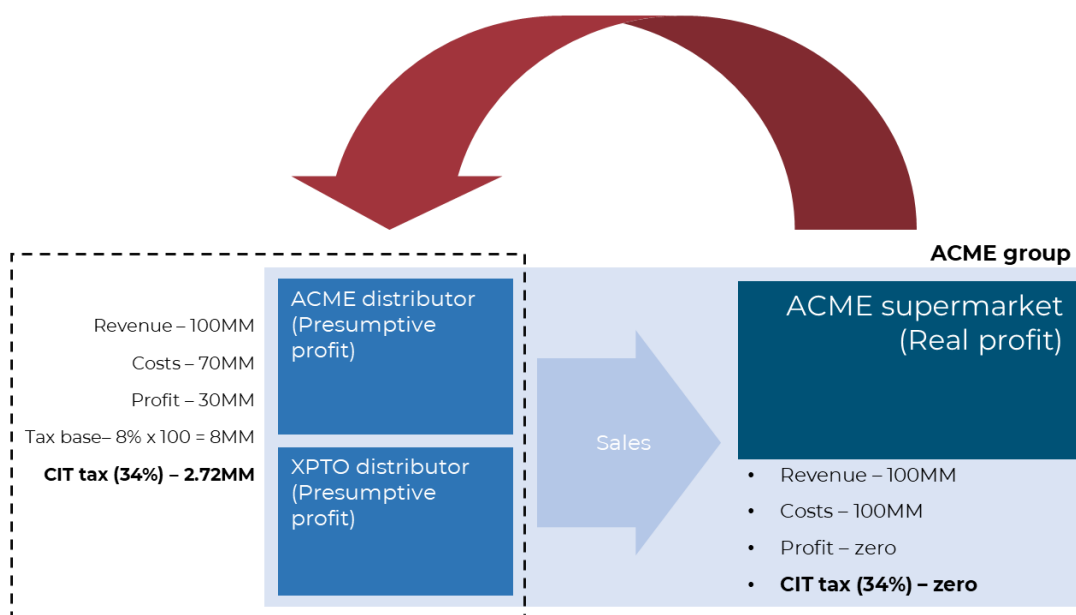 ACME group
Revenue – 100MM
Costs – 70MM
Profit – 30MM
Tax base– 8% x 100 = 8MM
CIT tax (34%) – 2.72MM
ACME distributor
(Presumptive
profit)
XPTO distributor
(Presumptive
profit)
Sales
ACME supermarket
(Real profit)
• Revenue – 100MM
• Costs – 100MM
• Profit – zero
• CIT tax (34%) – zero